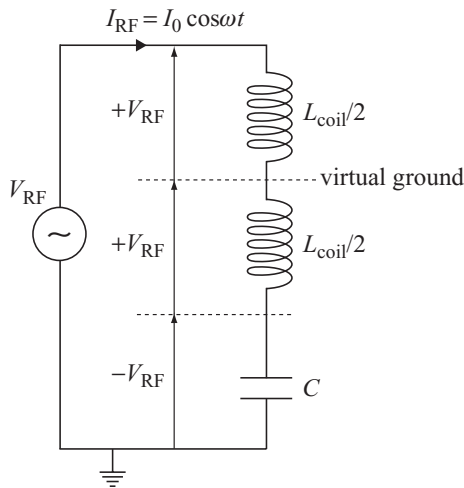 I_RF = I_0 cosωt
+V_RF
L_coil/2
virtual ground
V_RF
~
+V_RF
L_coil/2
−V_RF
C